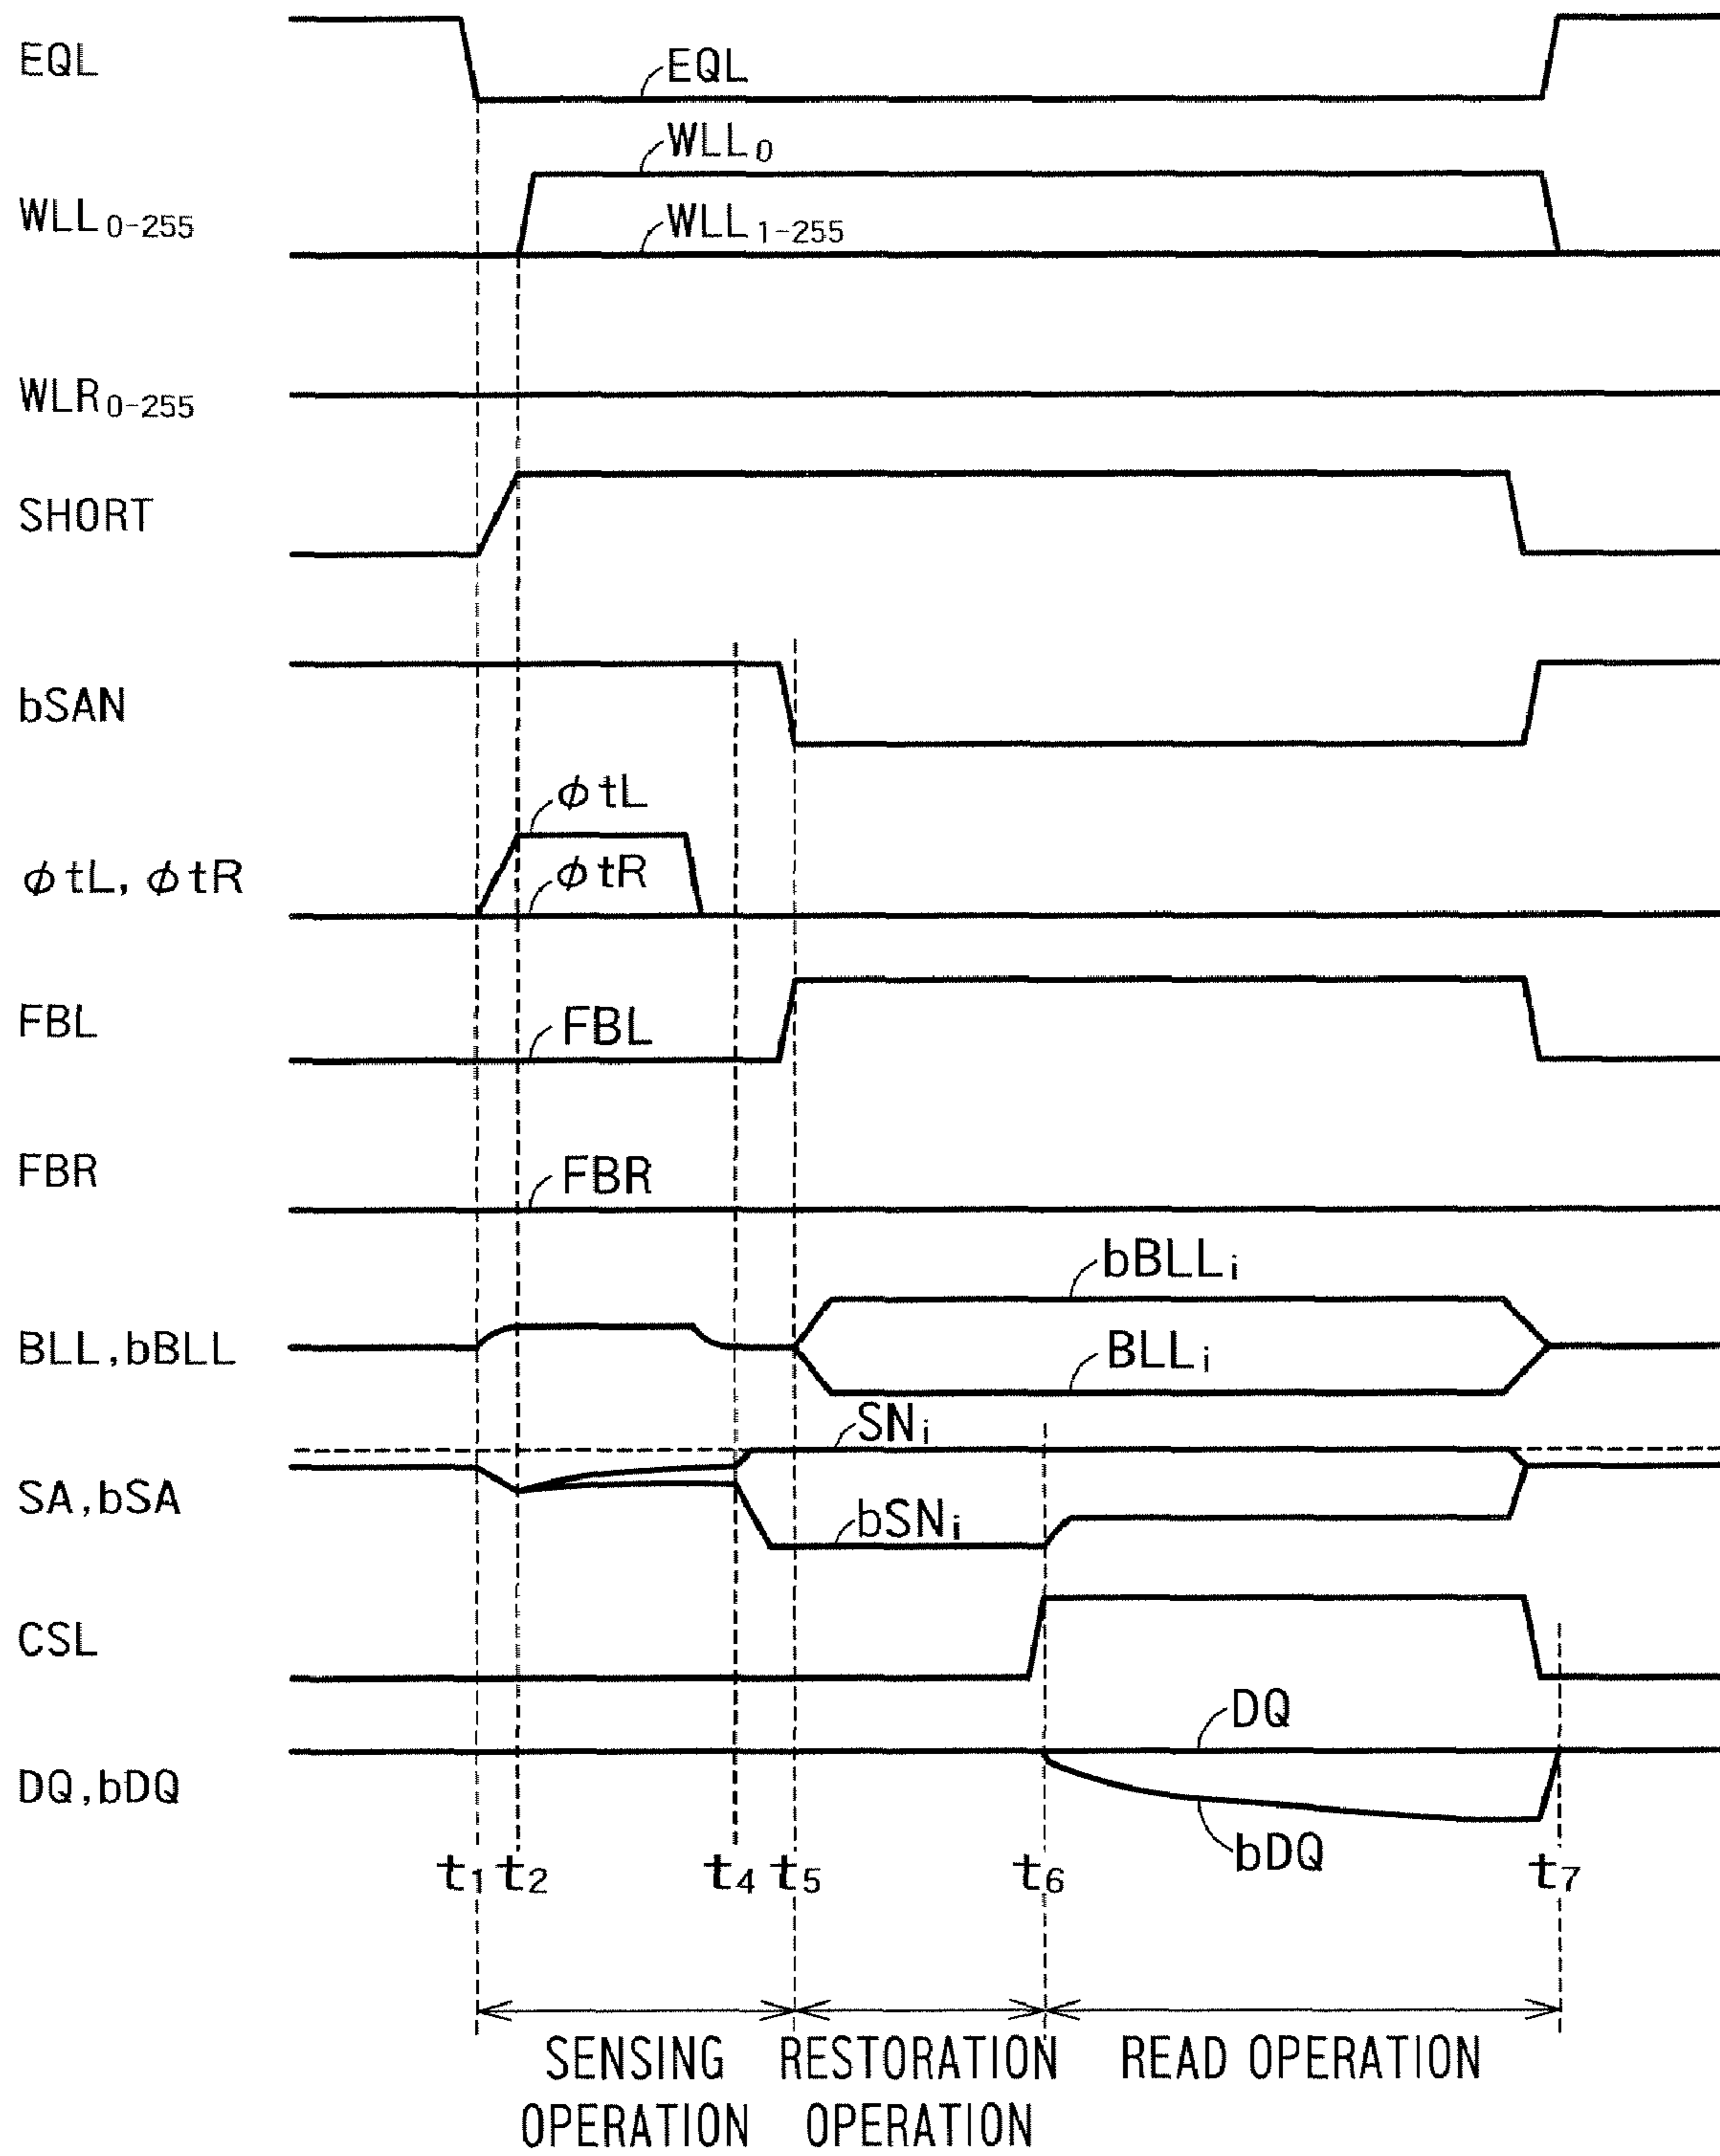 EQL
EQL
WLL₀
WLL₀₋₂₅₅
WLL₁₋₂₅₅
WLR₀₋₂₅₅
SHORT
bSAN
ϕtL
ϕtL, ϕtR
ϕtR
FBL
FBL
FBR
FBR
bBLLᵢ
BLL,bBLL
BLLᵢ
SNᵢ
SA,bSA
bSNᵢ
CSL
DQ
DQ,bDQ
bDQ
t₁ t₂ t₄ t₅ t₆ t₇
SENSING OPERATION
RESTORATION OPERATION
READ OPERATION